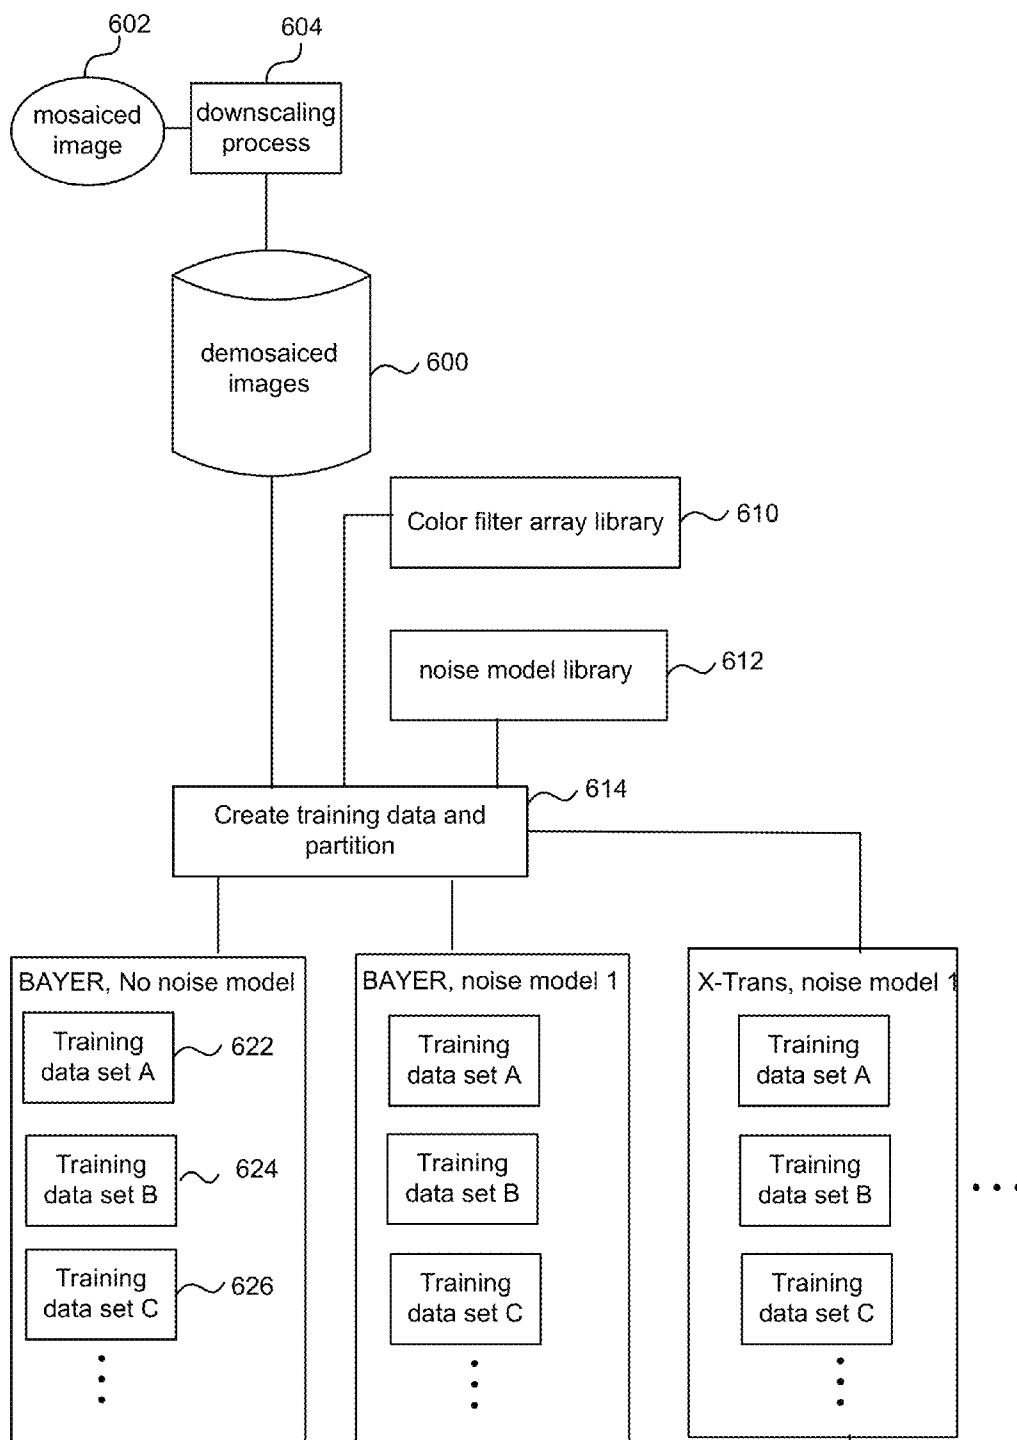 602
604
mosaiced
image
downscaling
process
demosaiced
images
600
Color filter array library
610
noise model library
612
614
Create training data and
partition
BAYER, No noise model
Training
data set A
622
Training
data set B
624
Training
data set C
626
BAYER, noise model 1
Training
data set A
Training
data set B
Training
data set C
X-Trans, noise model 1
Training
data set A
Training
data set B
Training
data set C